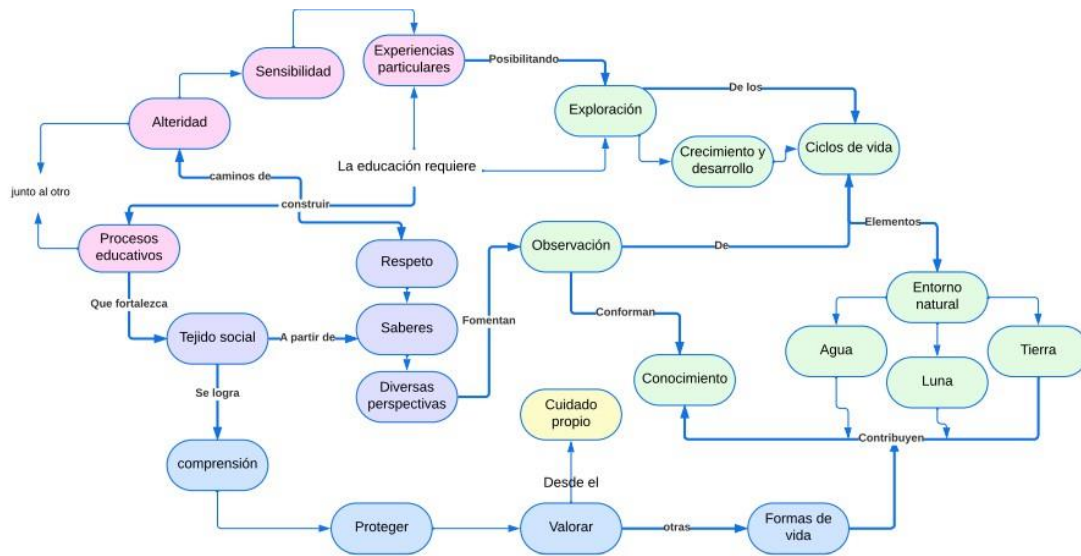 Experiencias
particulares
Sensibilidad
Posibilitando
De los
Exploración
Alteridad
Crecimiento y
desarrollo
Ciclos de vida
La educación requiere
caminos de
junto al otro
construir
Procesos
educativos
Elementos
Observación
De
Respeto
Entorno
natural
Que fortalezca
Fomentan
Conforman
Tejido social
A partir de
Saberes
Agua
Luna
Tierra
Diversas
perspectivas
Conocimiento
Se logra
Cuidado
propio
Contribuyen
comprensión
Desde el
Proteger
Valorar
otras
Formas de
vida